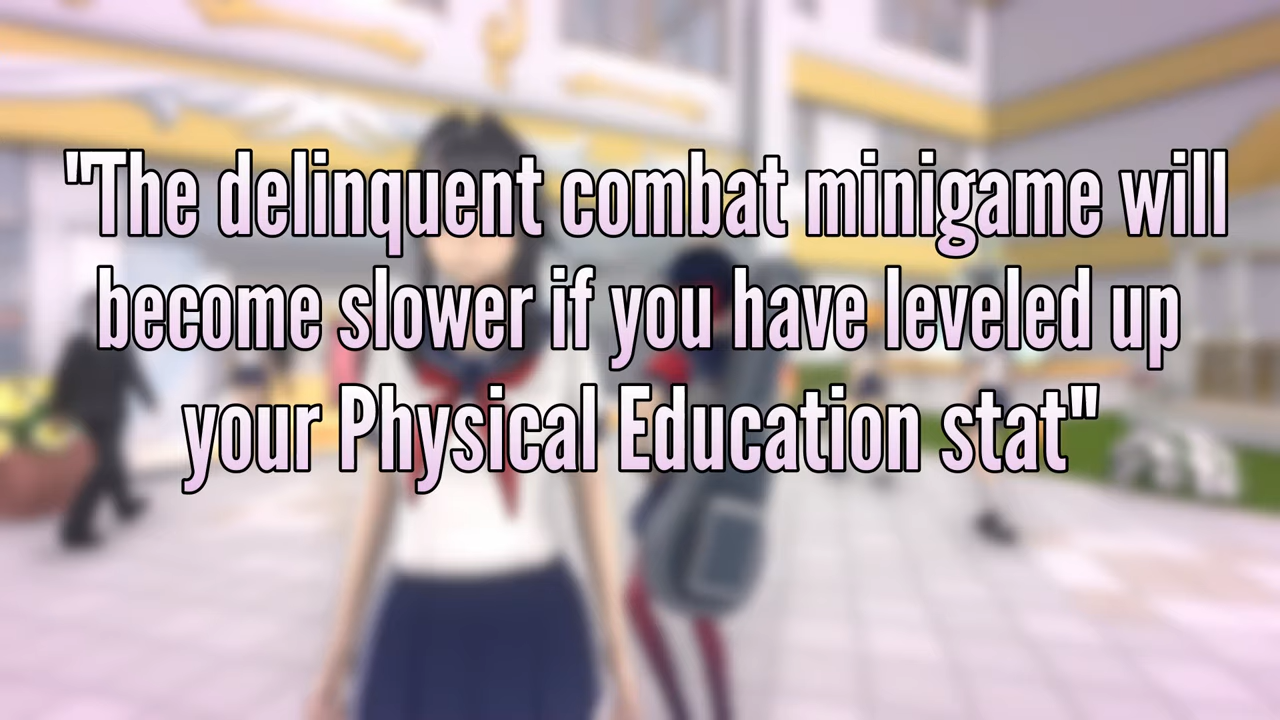 "The delinquent combat minigame will
become slower if you have leveled up
your Physical Education stat"